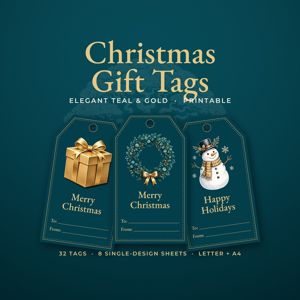 Christmas
Gift Tags
ELEGANT TEAL & GOLD · PRINTABLE
Merry
Christmas
To:
From:
Merry
Christmas
To:
From:
Happy
Holidays
To:
From:
32 TAGS · 8 SINGLE-DESIGN SHEETS · LETTER + A4